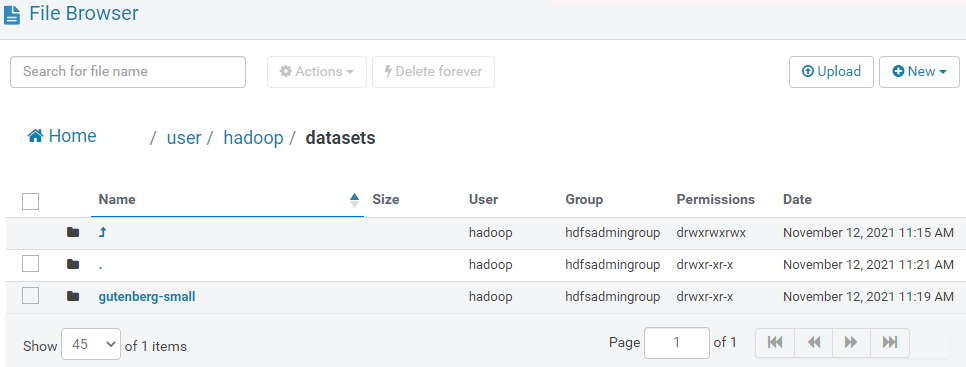 File Browser
Search for file name Actions Delete forever Upload New
Home / user / hadoop / datasets
Name Size User Group Permissions Date
hadoop hdfsadmingroup drwxrwxrwx November 12, 2021 11:15 AM
. hadoop hdfsadmingroup drwxr-xr-x November 12, 2021 11:21 AM
gutenberg-small hadoop hdfsadmingroup drwxr-xr-x November 12, 2021 11:19 AM
Show 45 of 1 items Page 1 of 1